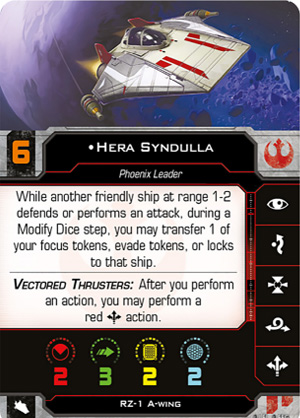 6 •Hera Syndulla
Phoenix Leader
While another friendly ship at range 1-2
defends or performs an attack, during a
Modify Dice step, you may transfer 1 of
your focus tokens, evade tokens, or locks
to that ship.
Vectored Thrusters: After you perform
an action, you may perform a
red action.
2 3 2 2
RZ-1 A-wing